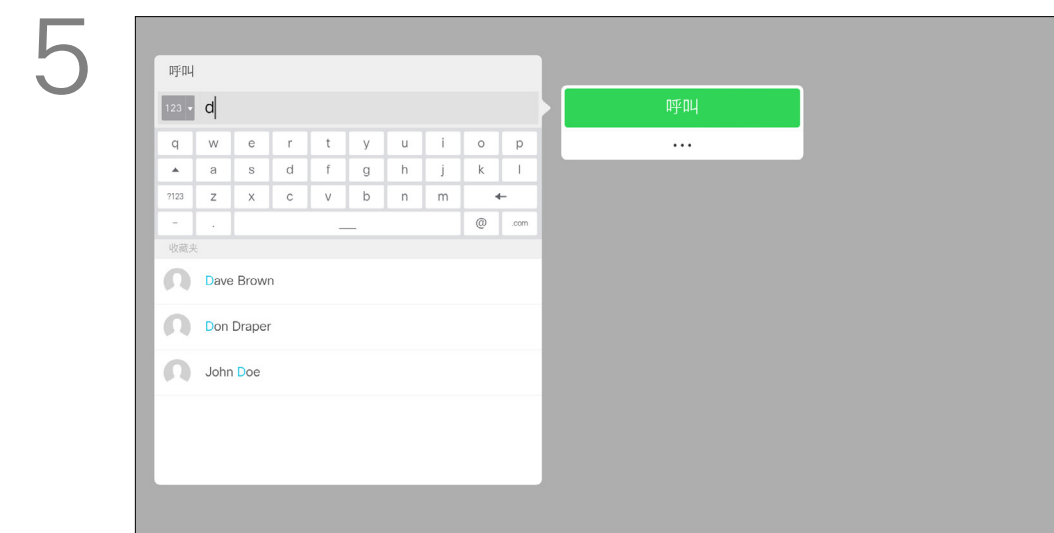 5
呼叫
123 d
呼叫
...
q w e r t y u i o p
a s d f g h j k l
?123 z x c v b n m
- . @ .com
收藏夹
Dave Brown
Don Draper
John Doe